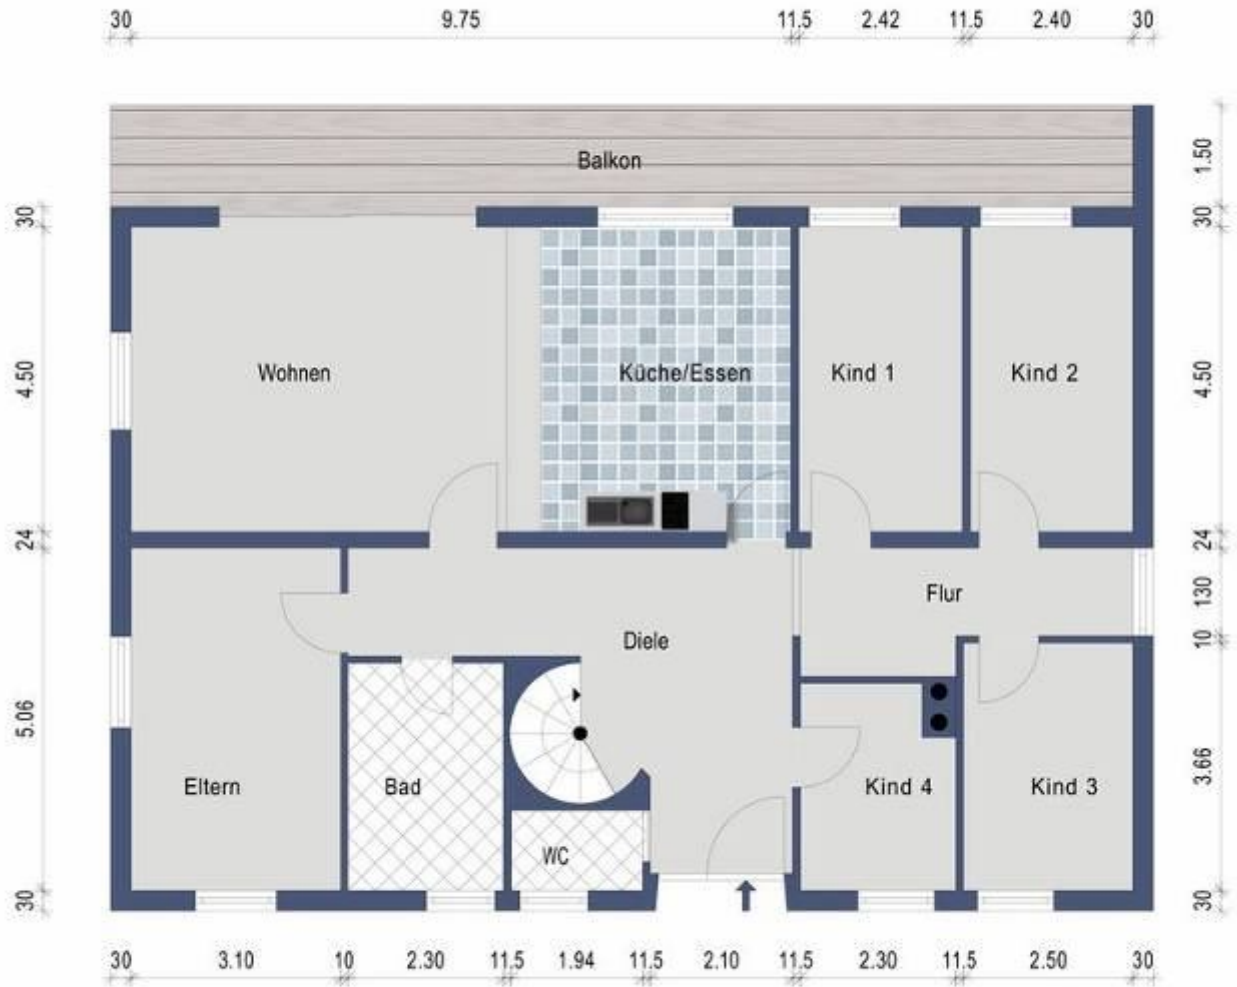 30 9.75 11.5 2.42 11.5 2.40 30
Balkon
1.50
30 30
Wohnen Küche/Essen Kind 1 Kind 2
4.50 4.50
24 24
Flur
130
Diele
10
5.06
3.66
Eltern Bad Kind 4 Kind 3
WC
30 30
30 3.10 10 2.30 11.5 1.94 11.5 2.10 11.5 2.30 11.5 2.50 30